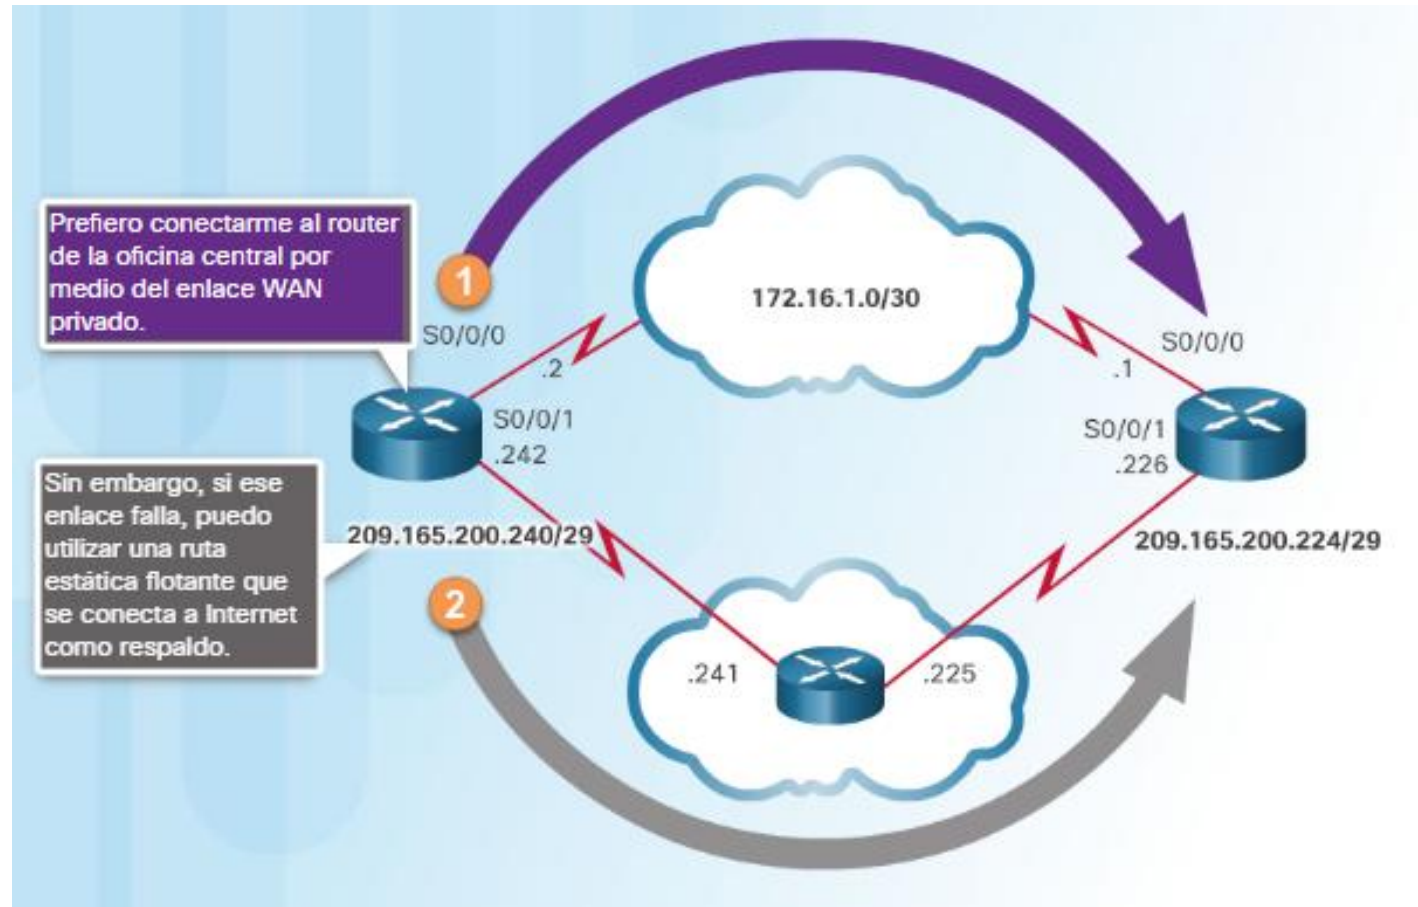 Prefiero conectarme al router
de la oficina central por
medio del enlace WAN
privado.
1
S0/0/0
172.16.1.0/30
S0/0/0
.2
.1
S0/0/1
.242
S0/0/1
.226
Sin embargo, si ese
enlace falla, puedo
utilizar una ruta
estática flotante que
se conecta a Internet
como respaldo.
209.165.200.240/29
209.165.200.224/29
2
.241
.225